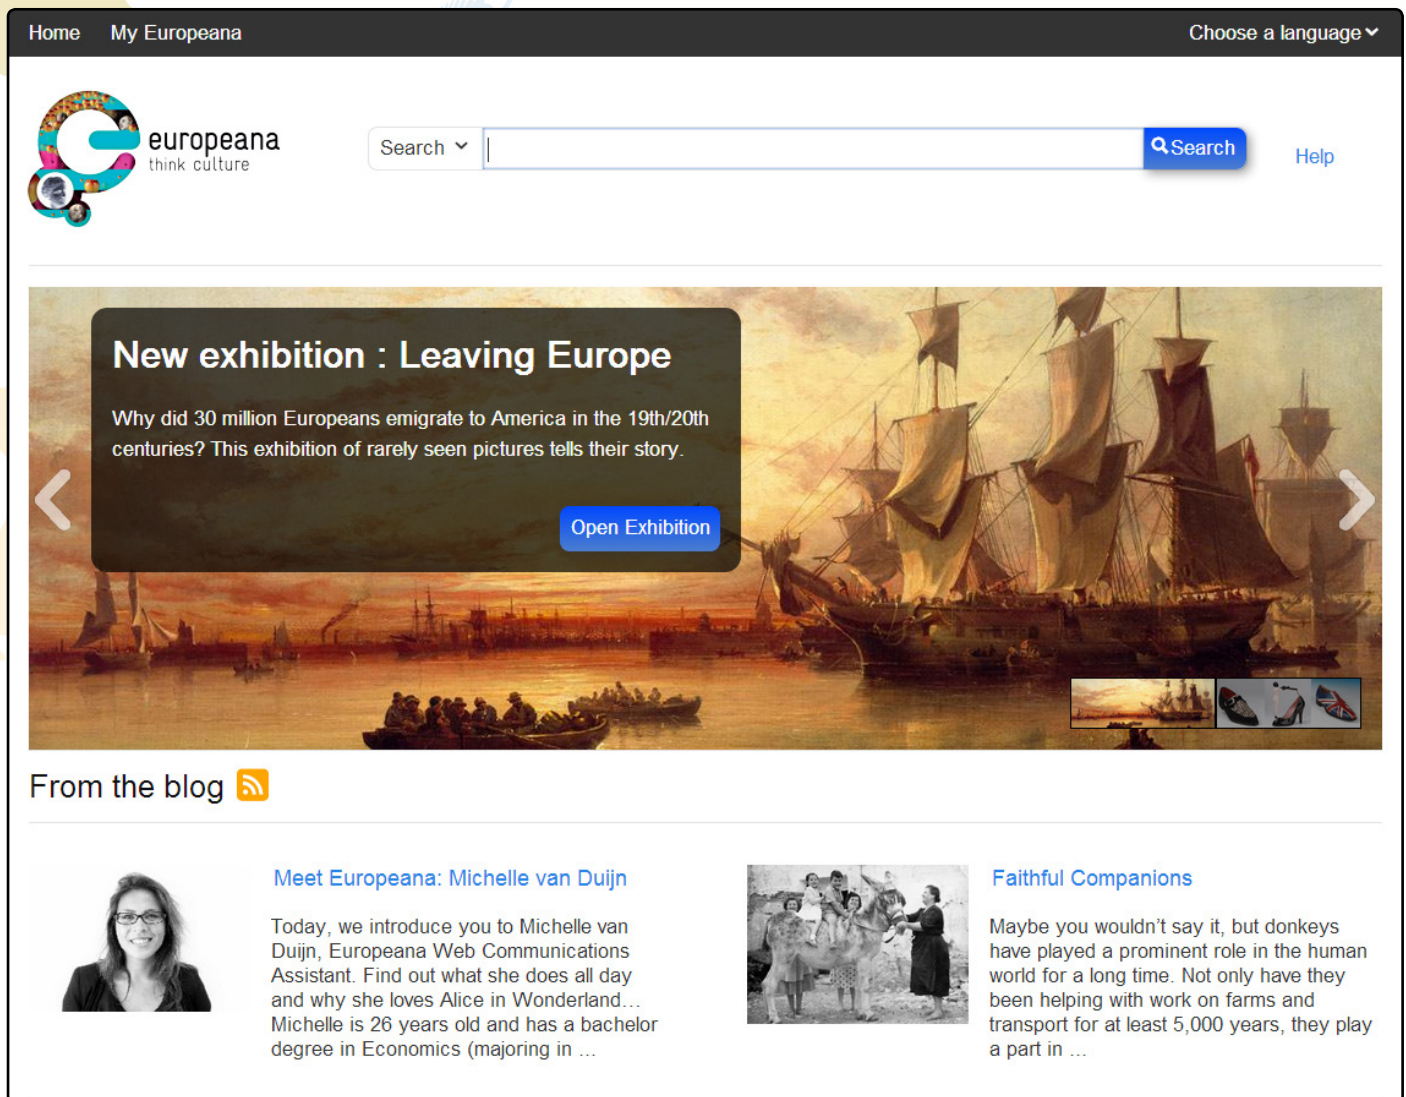 Home My Europeana Choose a language
europeana
think culture
Search Search Help
New exhibition : Leaving Europe
Why did 30 million Europeans emigrate to America in the 19th/20th
centuries? This exhibition of rarely seen pictures tells their story.
Open Exhibition
From the blog
Meet Europeana: Michelle van Duijn
Today, we introduce you to Michelle van
Duijn, Europeana Web Communications
Assistant. Find out what she does all day
and why she loves Alice in Wonderland…
Michelle is 26 years old and has a bachelor
degree in Economics (majoring in …
Faithful Companions
Maybe you wouldn’t say it, but donkeys
have played a prominent role in the human
world for a long time. Not only have they
been helping with work on farms and
transport for at least 5,000 years, they play
a part in …